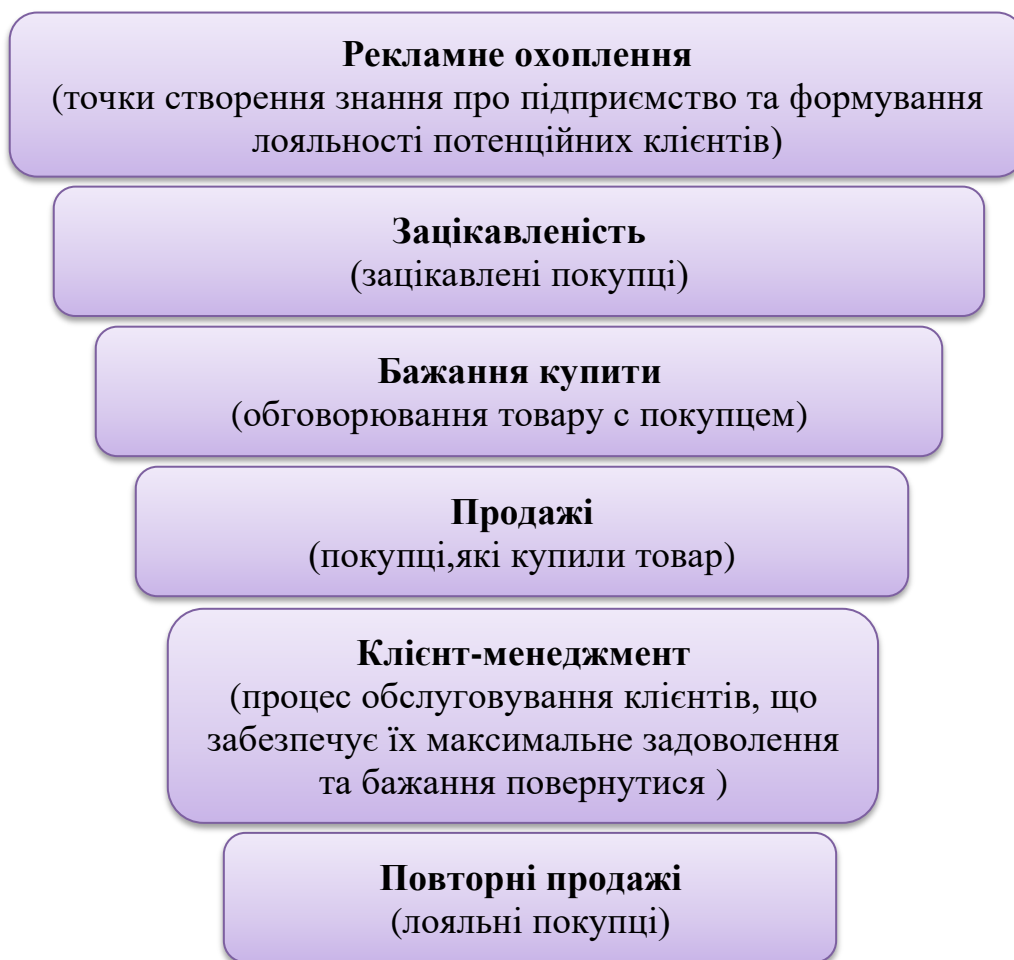 Рекламне охоплення
(точки створення знання про підприємство та формування
лояльності потенційних клієнтів)
Зацікавленість
(зацікавлені покупці)
Бажання купити
(обговорювання товару с покупцем)
Продажі
(покупці,які купили товар)
Клієнт-менеджмент
(процес обслуговування клієнтів, що
забезпечує їх максимальне задоволення
та бажання повернутися )
Повторні продажі
(лояльні покупці)